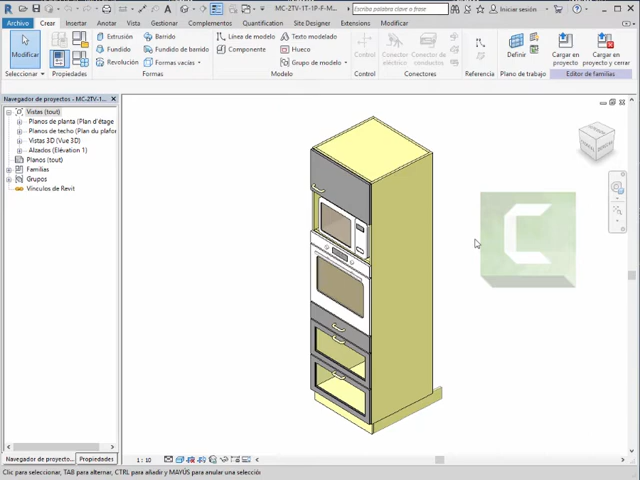 MC-2TV-1T-1P-F-M...
Escriba palabra clave o frase
Iniciar sesión
Archivo Crear Insertar Anotar Vista Gestionar Complementos Quantification Site Designer Extensions Modificar
Modificar
Seleccionar
Propiedades
Extrusión
Fundido
Revolución
Barrido
Fundido de barrido
Formas vacías
Formas
Línea de modelo
Componente
Texto modelado
Hueco
Grupo de modelo
Modelo
Control
Control
Conector eléctrico
Conector de conductos
Conectores
Referencia
Definir
Plano de trabajo
Cargar en proyecto
Cargar en proyecto y cerrar
Editor de familias
Navegador de proyectos - MC-2TV-1...
Vistas (tout)
Planos de planta (Plan d'étage
Planos de techo (Plan du plafor
Vistas 3D (Vue 3D)
Alzados (Élévation 1)
Planos (tout)
Familias
Grupos
Vínculos de Revit
C
Navegador de proyecto...
Propiedades
1 : 10
Clic para seleccionar, TAB para alternar, CTRL para añadir y MAYÚS para anular una selecció